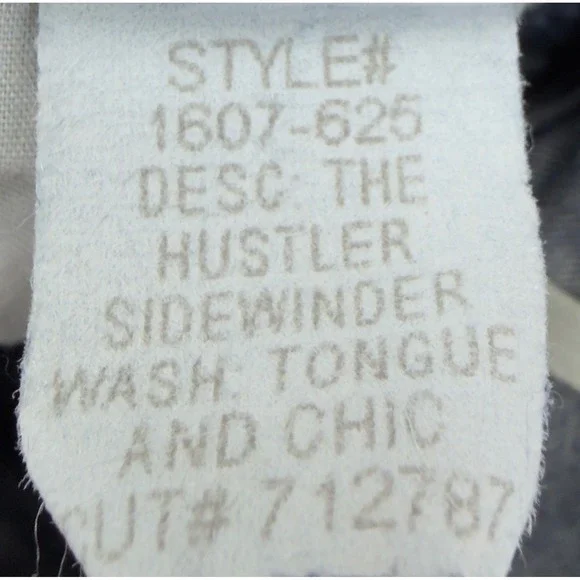 STYLE#
1607-625
DESC: THE
HUSTLER
SIDEWINDER
WASH: TONGUE
AND CHIC
CUT# 712787